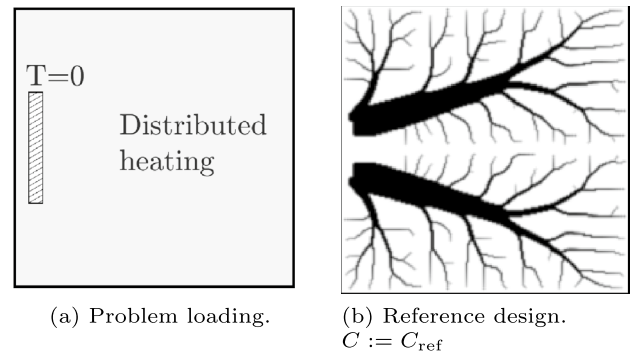 T=0
Distributed
heating
(a) Problem loading.
(b) Reference design.
C := C_ref